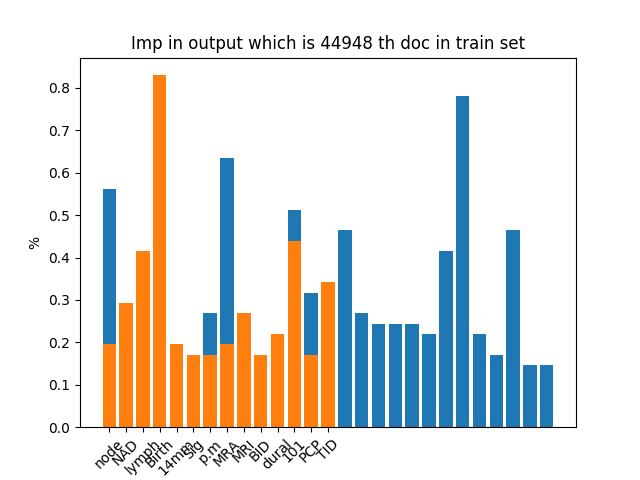 Imp in output which is 44948 th doc in train set
%
0.8
0.7
0.6
0.5
0.4
0.3
0.2
0.1
0.0
node
NAD
lymph
Birth
14mm
Sig
p.m
MRA
MRI
BID
dural
101
PCP
TID